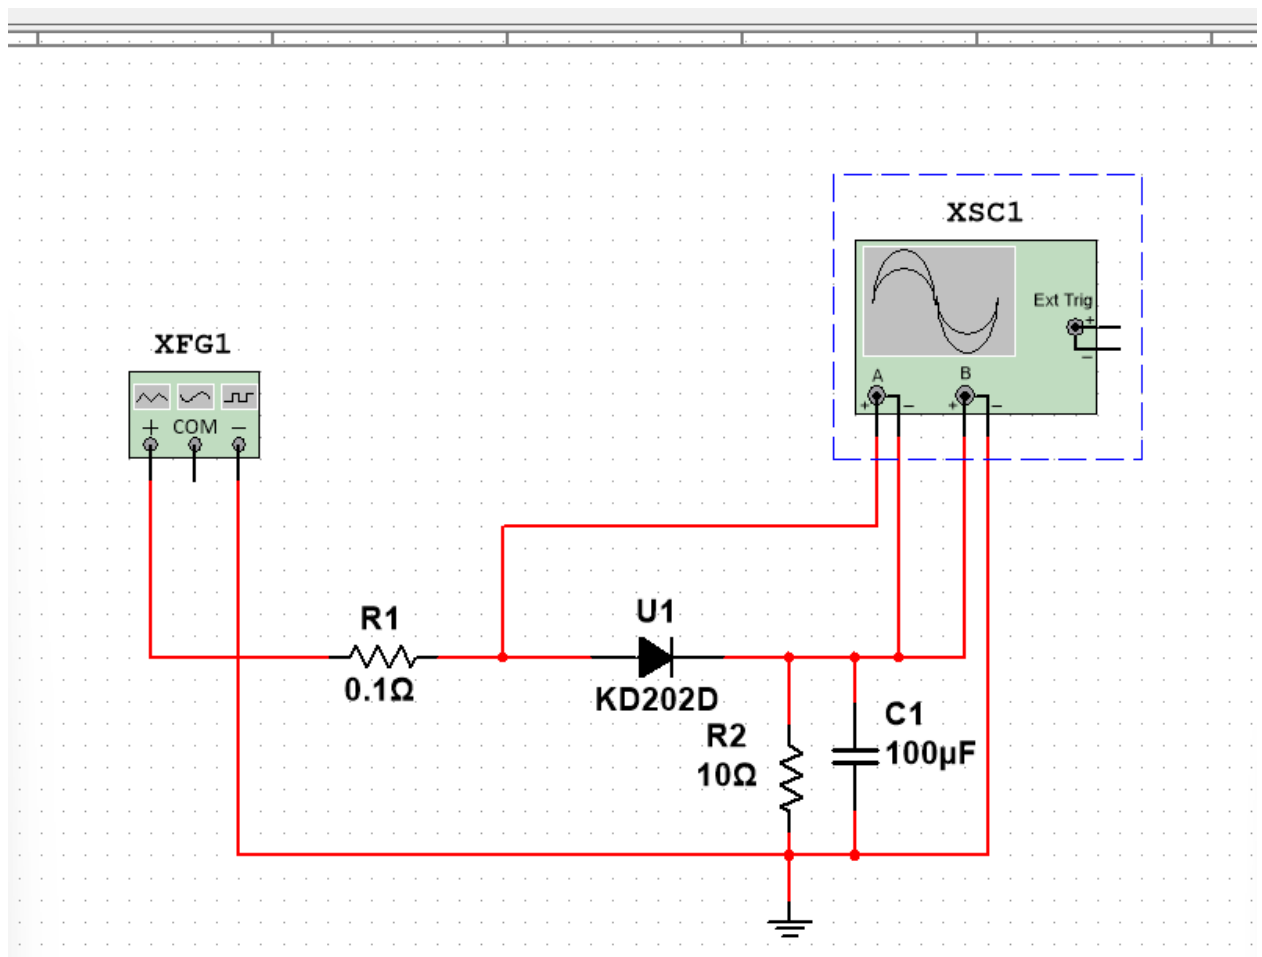 XSC1
Ext Trig
+
−
A
B
+ − + −
XFG1
+ COM −
R1
0.1Ω
U1
KD202D
R2
10Ω
C1
100µF